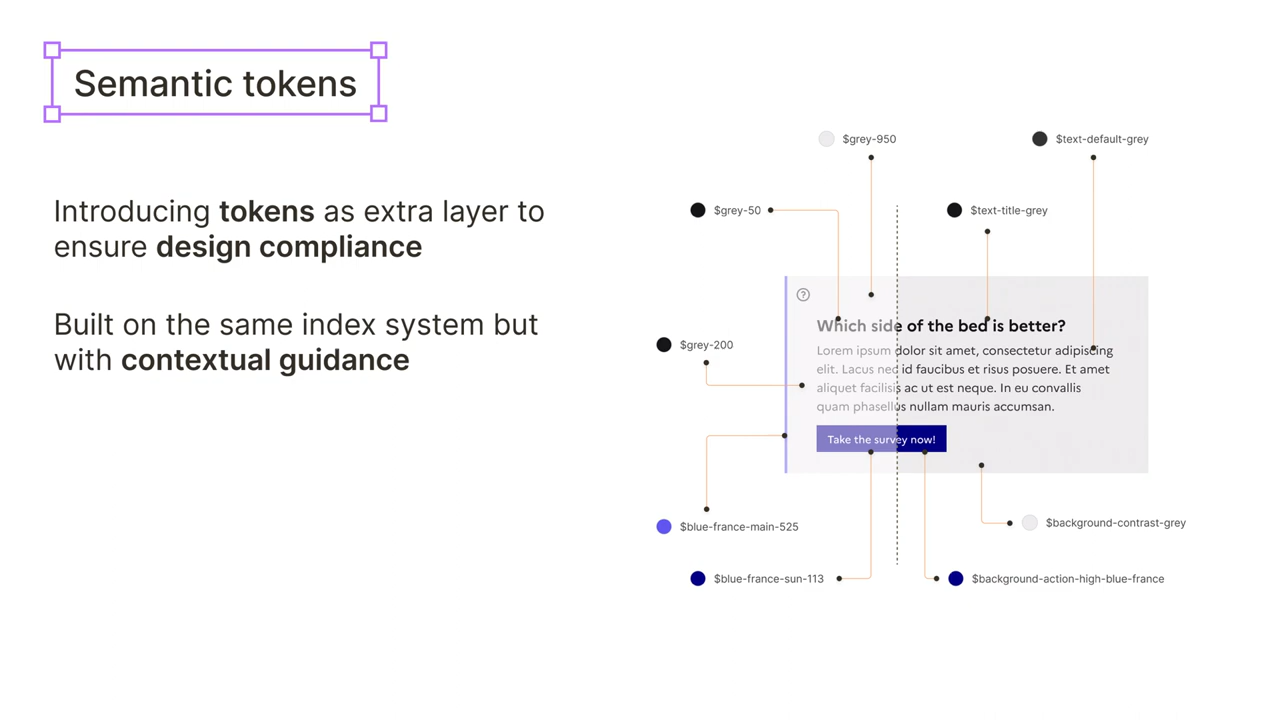 Semantic tokens
Introducing tokens as extra layer to
ensure design compliance
Built on the same index system but
with contextual guidance
$grey-950
$text-default-grey
$grey-50
$text-title-grey
?
Which side of the bed is better?
$grey-200
Lorem ipsum dolor sit amet, consectetur adipiscing
elit. Lacus nec id faucibus et risus posuere. Et amet
aliquet facilisis ac ut est neque. In eu convallis
quam phasellus nullam mauris accumsan.
Take the survey now!
$blue-france-main-525
$background-contrast-grey
$blue-france-sun-113
$background-action-high-blue-france